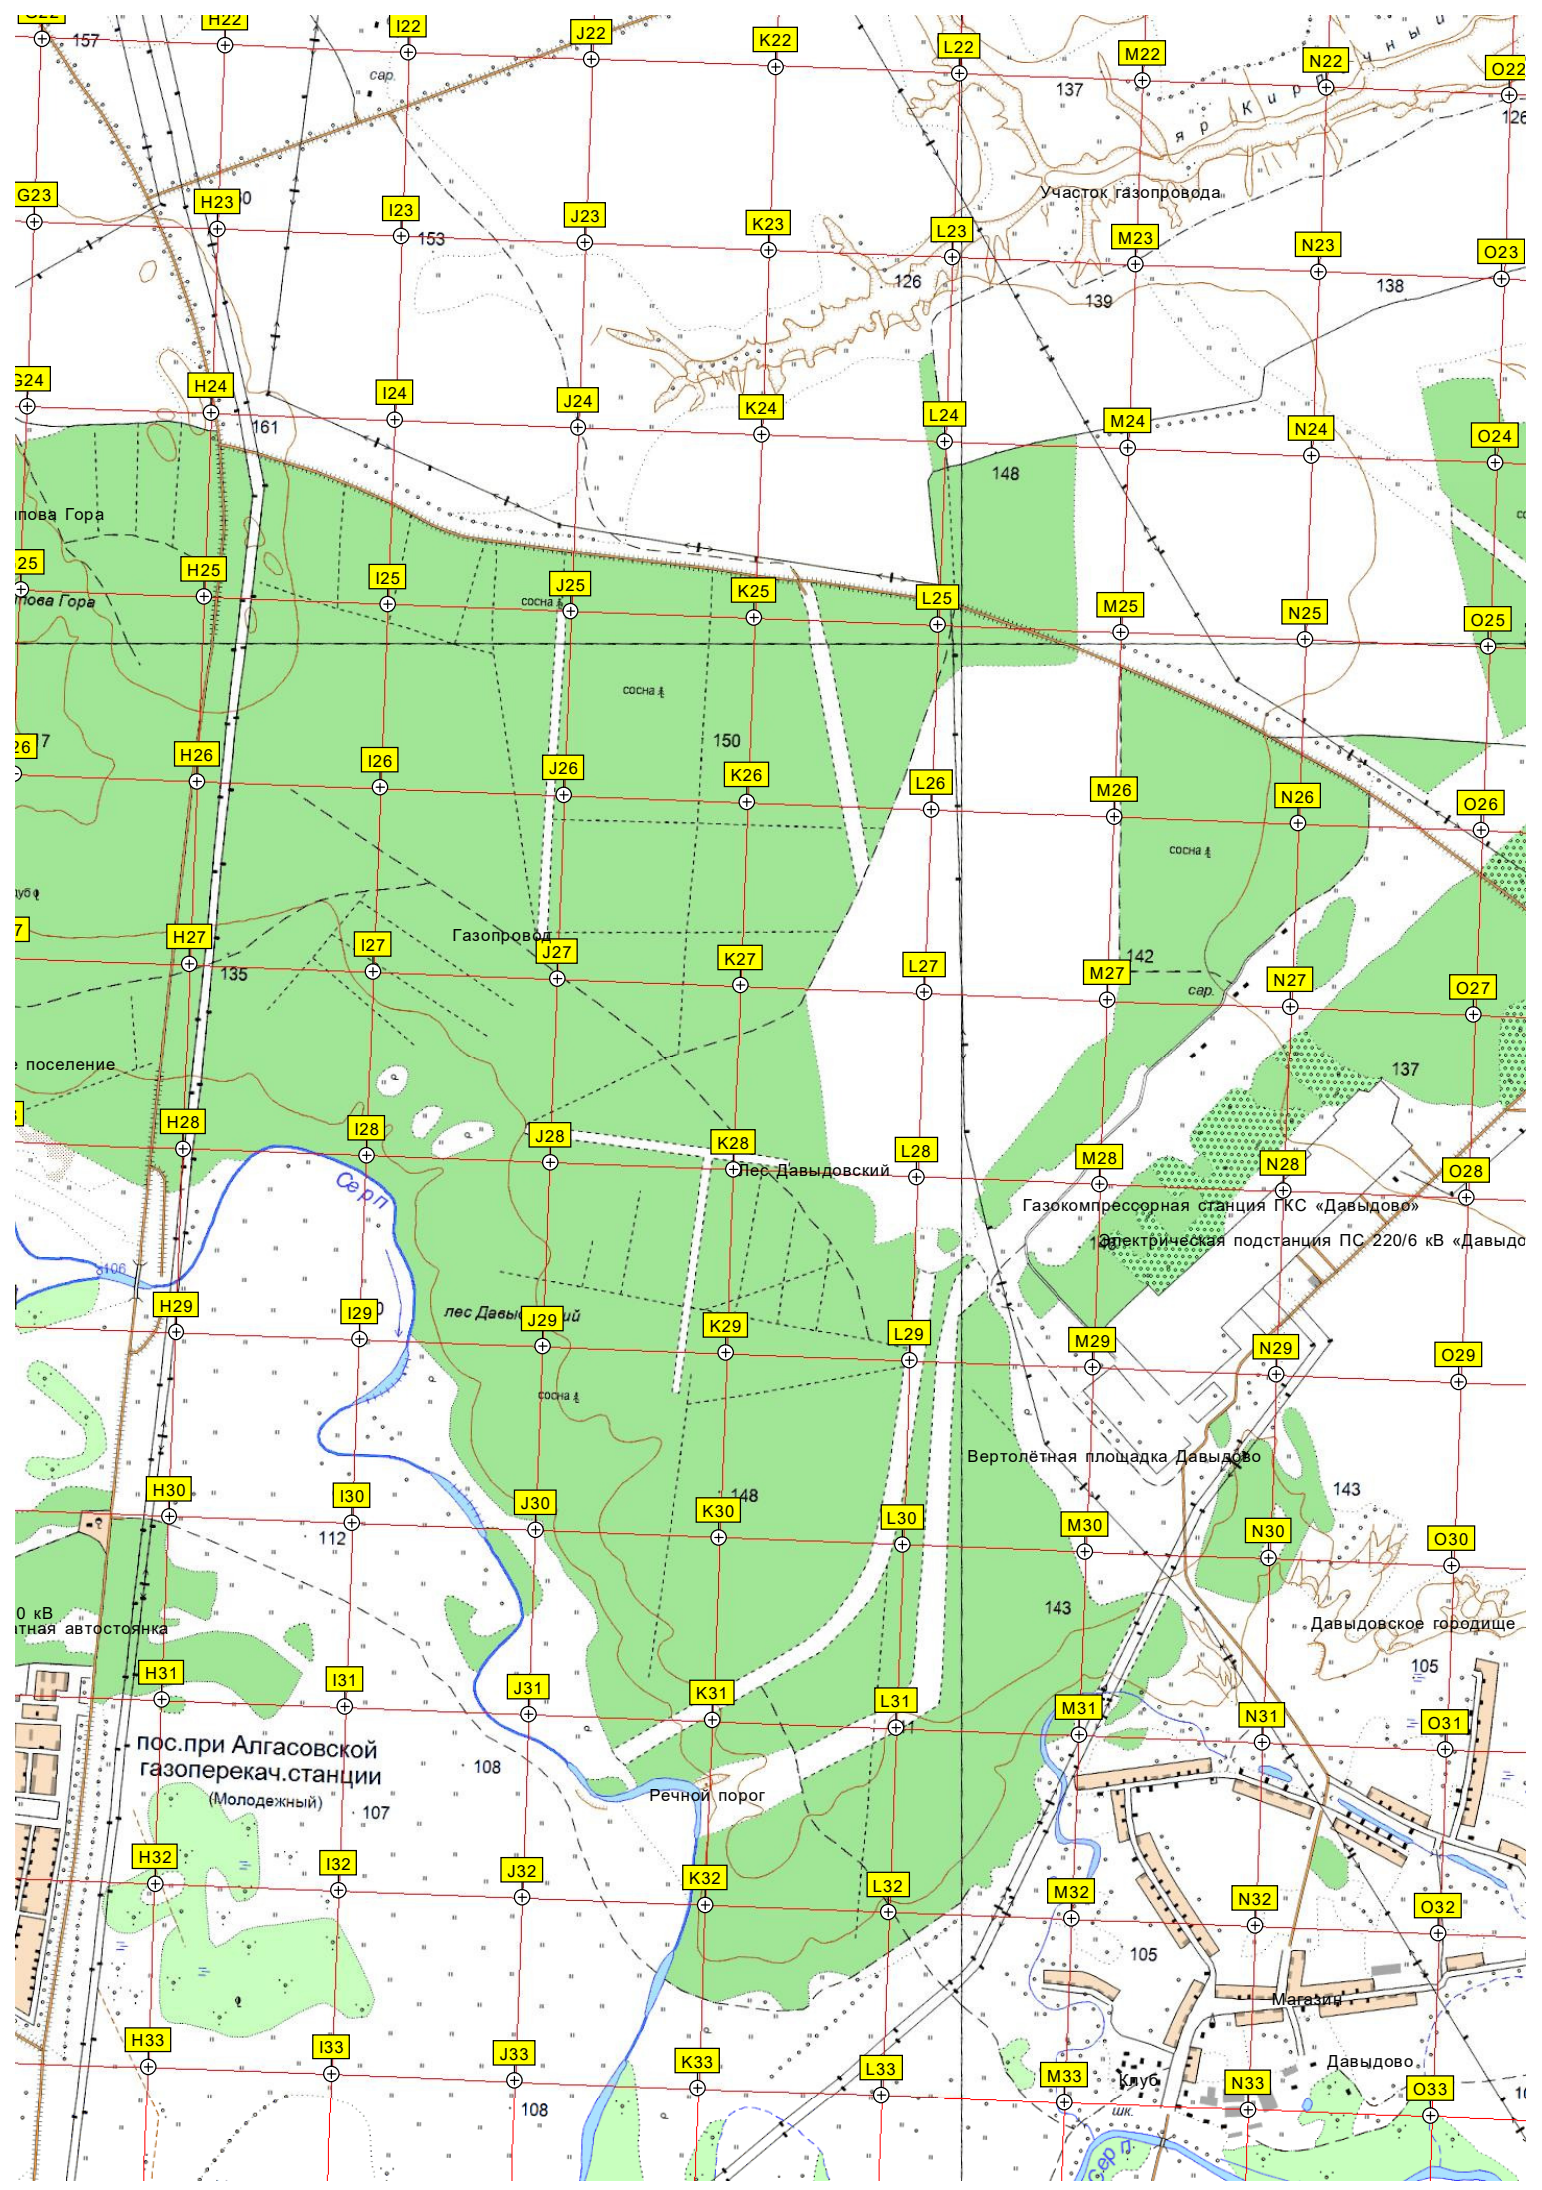 H22
I22
J22
K22
L22
M22
N22
O22
157
сар.
137
126
яр Кирпичный
Участок газопровода
G23
H23
I23
J23
K23
L23
M23
N23
O23
153
126
139
138
G24
H24
I24
J24
K24
L24
M24
N24
O24
161
148
H25
I25
J25
K25
L25
M25
N25
O25
Гора
Гора
сосна
сосна
150
H26
I26
J26
K26
L26
M26
N26
O26
сосна
Газопровод
H27
I27
J27
K27
L27
M27
N27
O27
135
142
сар.
поселение
137
H28
I28
J28
K28
L28
M28
N28
O28
Лес Давыдовский
Серп
Газокомпрессорная станция ГКС «Давыдово»
Электрическая подстанция ПС 220/6 кВ «Давыдо
106
H29
I29
J29
K29
L29
M29
N29
O29
лес
сосна
Вертолётная площадка Давыдово
H30
I30
J30
K30
L30
M30
N30
O30
148
143
112
143
0 кВ
автостоянка
Давыдовское городище
105
H31
I31
J31
K31
L31
M31
N31
O31
пос.при Алгасовской
газоперекач.станции
(Молодежный)
108
107
Речной порог
H32
I32
J32
K32
L32
M32
N32
O32
105
Магазин
H33
I33
J33
K33
L33
M33
N33
O33
Давыдово
Клуб
шк.
108
Серп